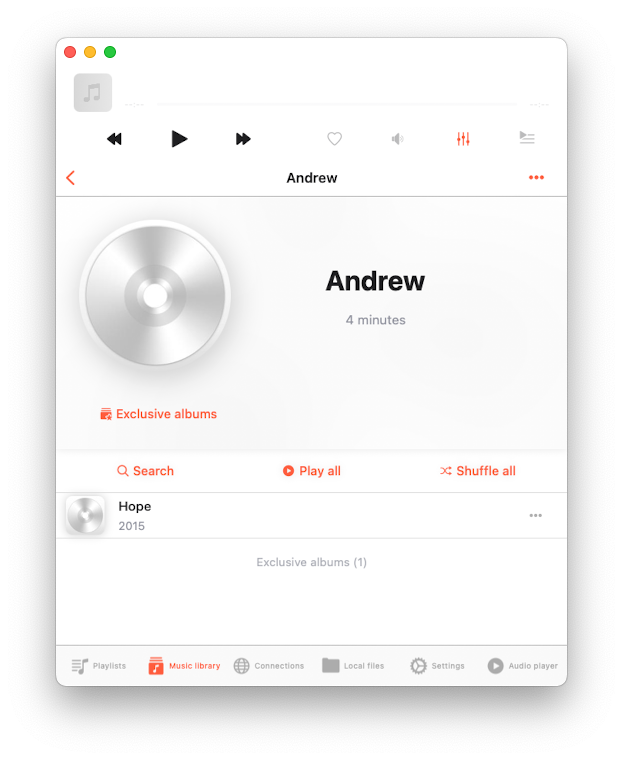 --:--
--:--
Andrew
Andrew
4 minutes
Exclusive albums
Search
Play all
Shuffle all
Hope
2015
Exclusive albums (1)
Playlists
Music library
Connections
Local files
Settings
Audio player